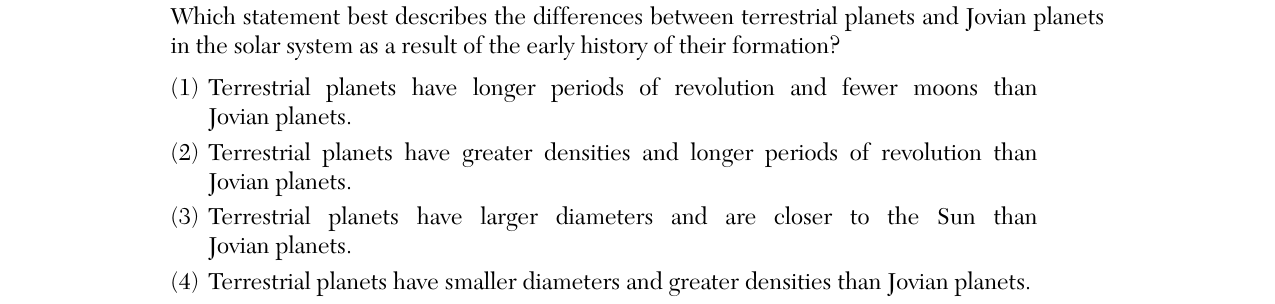 Which statement best describes the differences between terrestrial planets and Jovian planets
in the solar system as a result of the early history of their formation?
(1) Terrestrial planets have longer periods of revolution and fewer moons than
Jovian planets.
(2) Terrestrial planets have greater densities and longer periods of revolution than
Jovian planets.
(3) Terrestrial planets have larger diameters and are closer to the Sun than
Jovian planets.
(4) Terrestrial planets have smaller diameters and greater densities than Jovian planets.